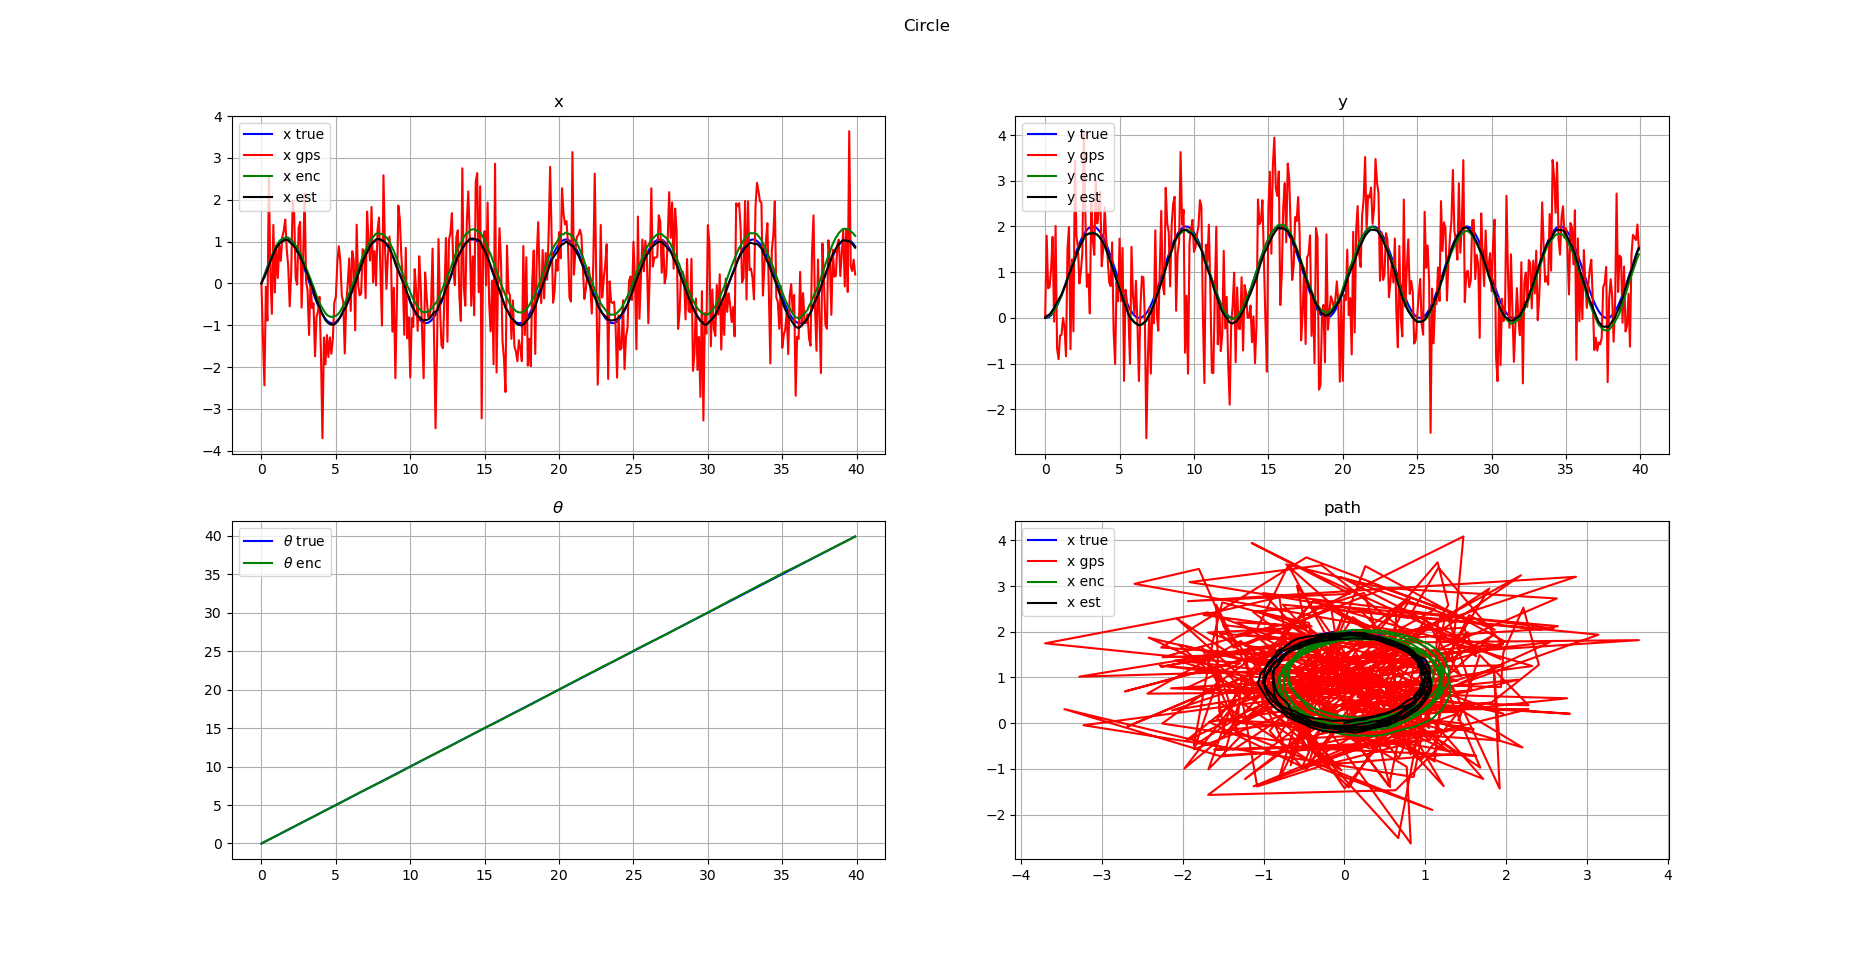 Circle
x
4
3
2
1
0
−1
−2
−3
−4
0 5 10 15 20 25 30 35 40
x true
x gps
x enc
x est
y
4
3
2
1
0
−1
−2
0 5 10 15 20 25 30 35 40
y true
y gps
y enc
y est
θ
40
35
30
25
20
15
10
5
0
0 5 10 15 20 25 30 35 40
θ true
θ enc
path
4
3
2
1
0
−1
−2
−4 −3 −2 −1 0 1 2 3 4
x true
x gps
x enc
x est